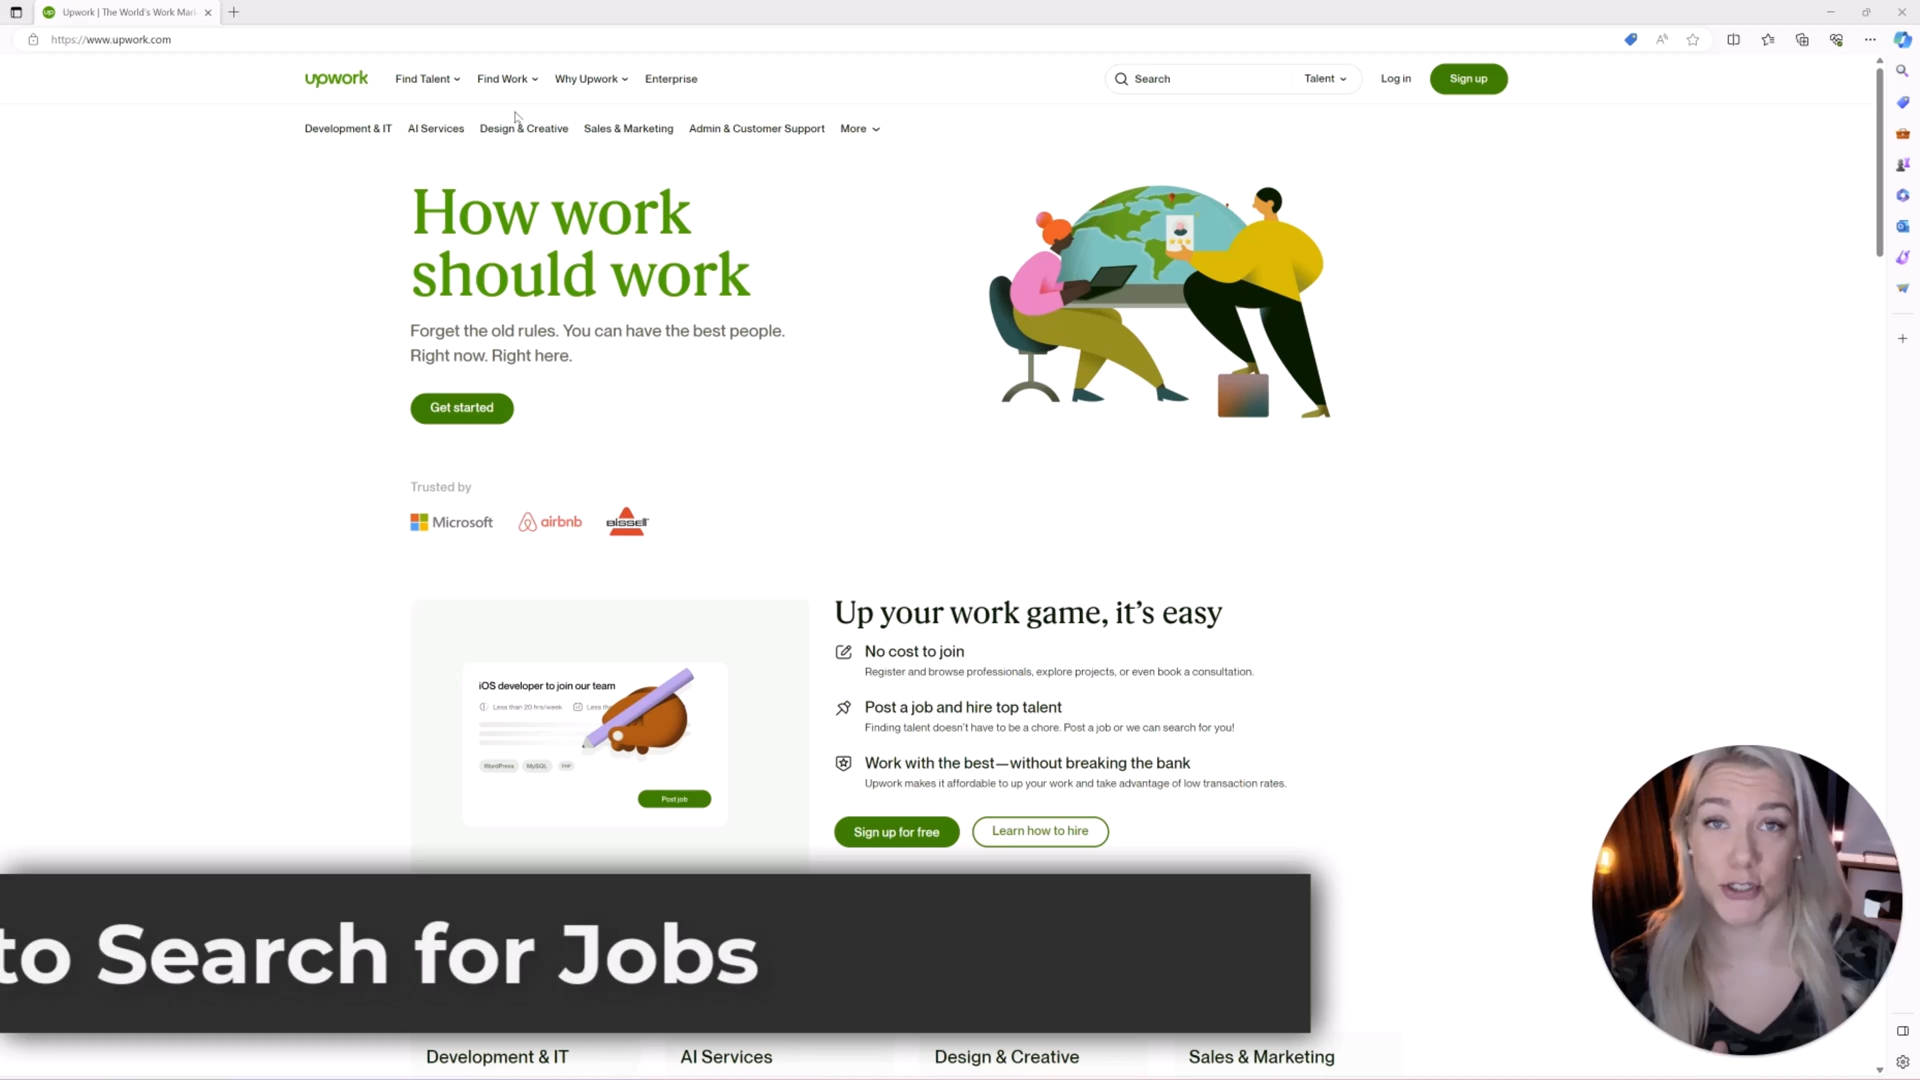 Upwork | The World's Work Mar
https://www.upwork.com
upwork
Find Talent
Find Work
Why Upwork
Enterprise
Search
Talent
Log in
Sign up
Development & IT
AI Services
Design & Creative
Sales & Marketing
Admin & Customer Support
More
How work
should work
Forget the old rules. You can have the best people.
Right now. Right here.
Get started
Trusted by
Microsoft
airbnb
BISSELL
Up your work game, it's easy
No cost to join
Register and browse professionals, explore projects, or even book a consultation.
Post a job and hire top talent
Finding talent doesn't have to be a chore. Post a job or we can search for you!
Work with the best—without breaking the bank
Upwork makes it affordable to up your work and take advantage of low transaction rates.
Sign up for free
Learn how to hire
iOS developer to join our team
Less than 20 hrs/week
Less th
WordPress
MySQL
PHP
Post job
to Search for Jobs
Development & IT
AI Services
Design & Creative
Sales & Marketing